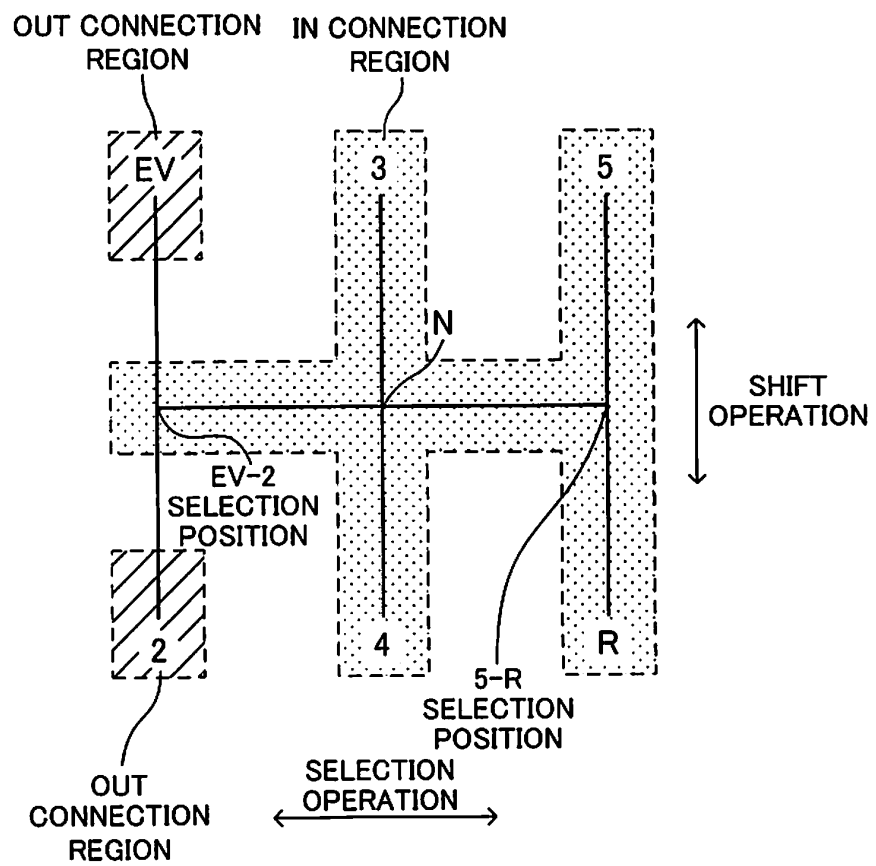 OUT CONNECTION
REGION
IN CONNECTION
REGION
EV
3
5
N
SHIFT
OPERATION
EV-2
SELECTION
POSITION
2
4
R
5-R
SELECTION
POSITION
OUT
CONNECTION
REGION
SELECTION
OPERATION